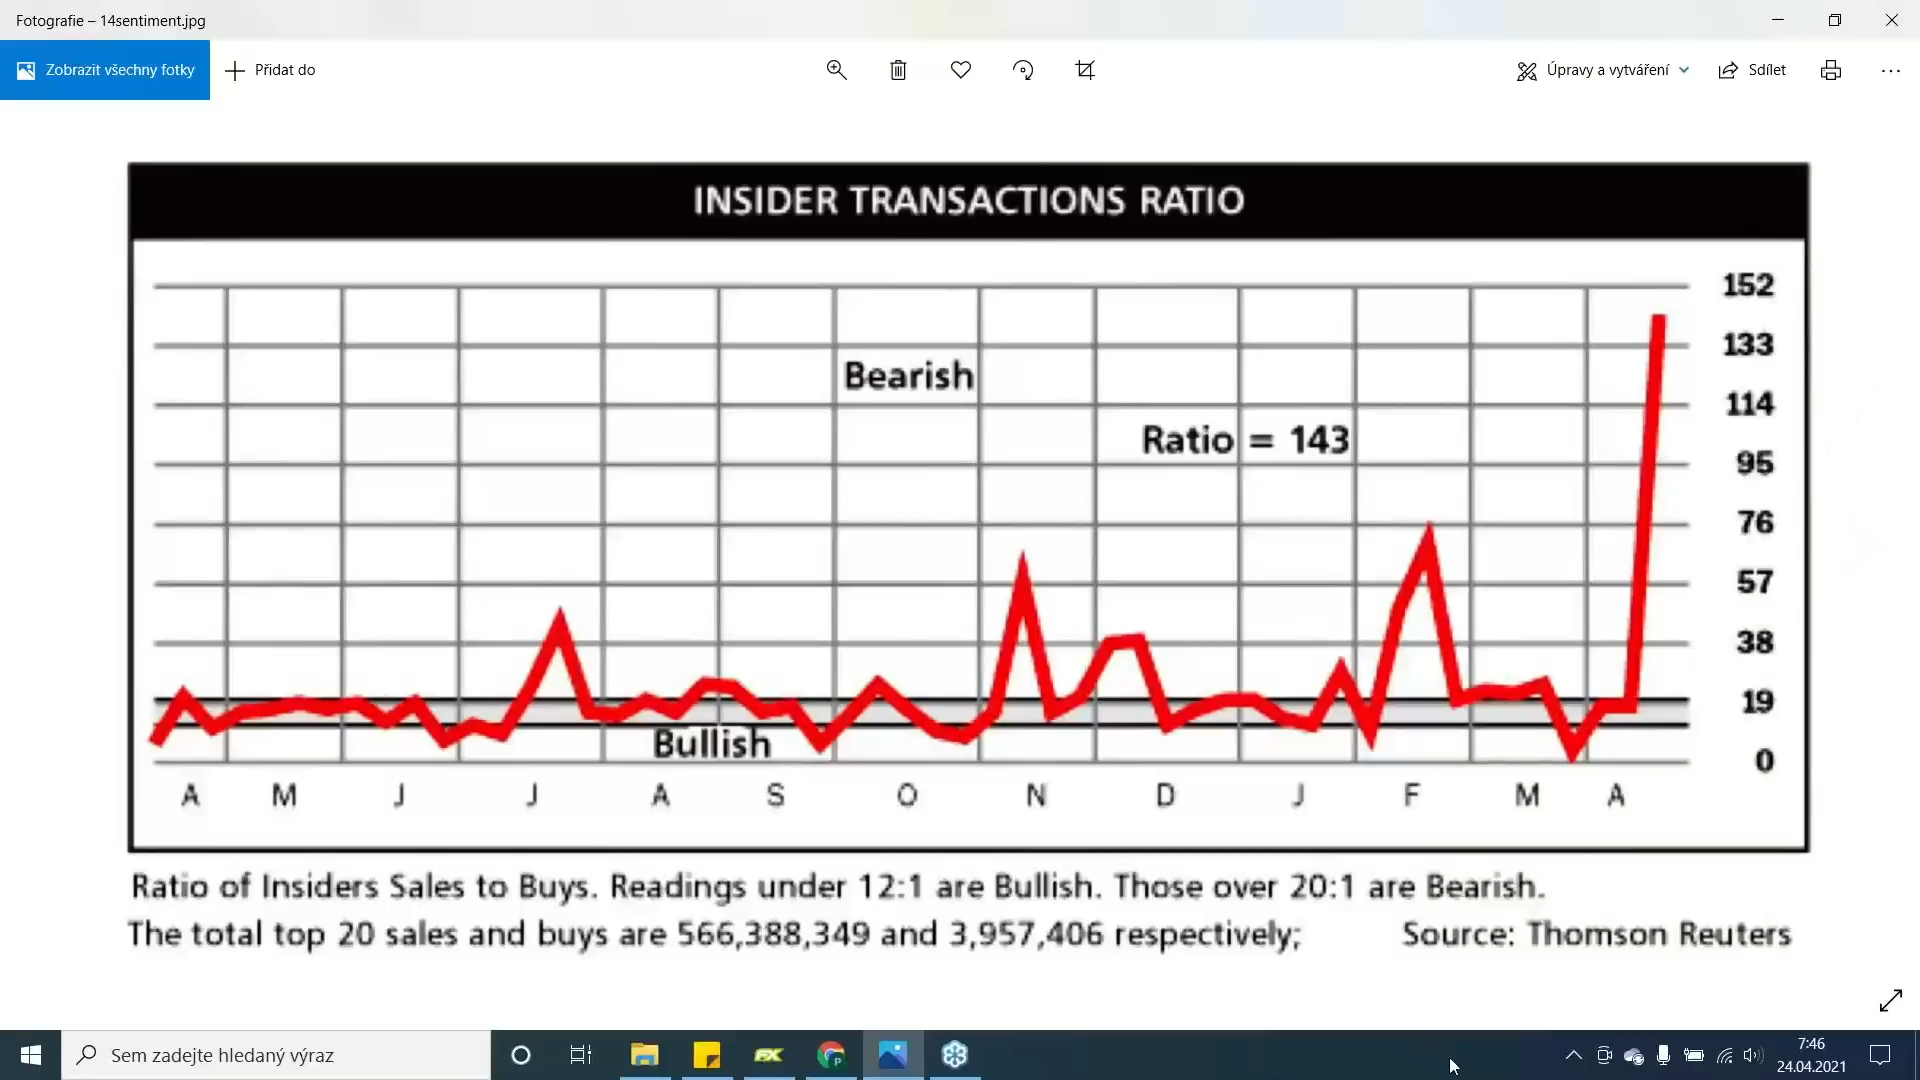 Fotografie – 14sentiment.jpg
Zobrazit všechny fotky
Přidat do
Úpravy a vytváření
Sdílet
INSIDER TRANSACTIONS RATIO
152
133
Bearish
114
Ratio = 143
95
76
57
38
19
Bullish
0
A M J J A S O N D J F M A
Ratio of Insiders Sales to Buys. Readings under 12:1 are Bullish. Those over 20:1 are Bearish.
The total top 20 sales and buys are 566,388,349 and 3,957,406 respectively; Source: Thomson Reuters
Sem zadejte hledaný výraz
FX
P
7:46
24.04.2021